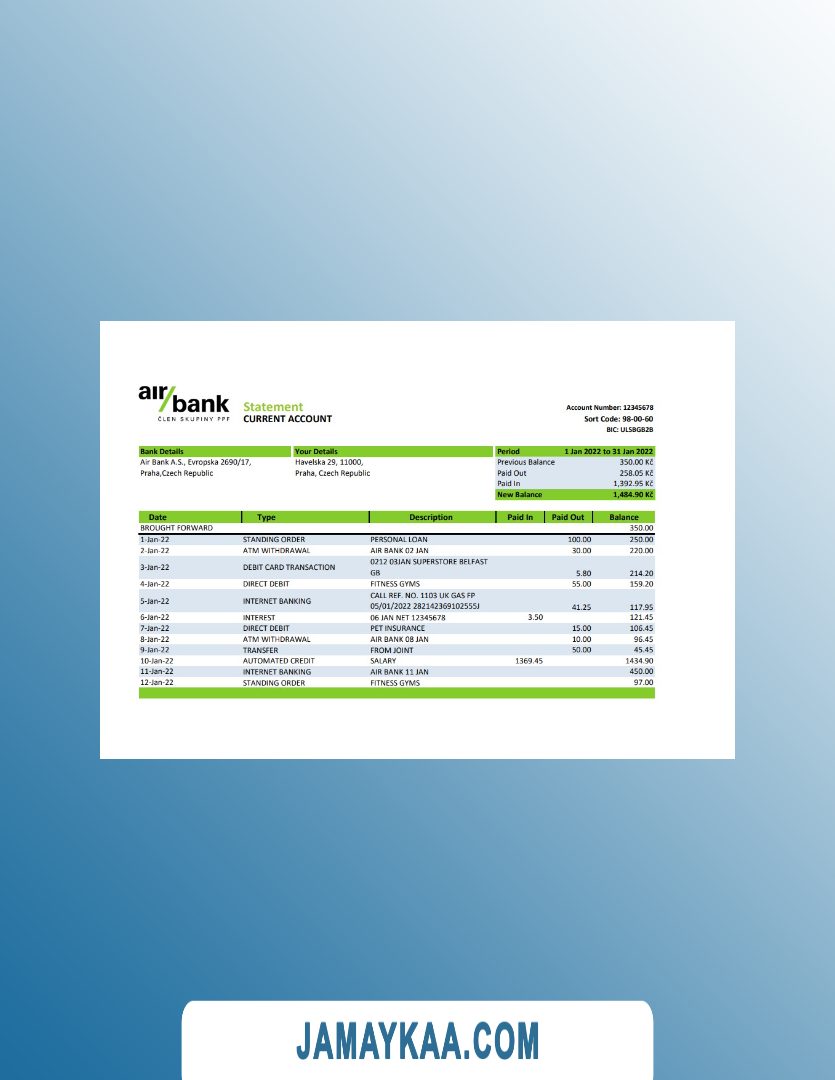 air/bank
ČLEN SKUPINY PPF
Statement
CURRENT ACCOUNT
Account Number: 12345678
Sort Code: 98-00-60
BIC: ULSBGB2B
Bank Details Your Details Period 1 Jan 2022 to 31 Jan 2022
Air Bank A.S., Evropska 2690/17, Havelska 29, 11000, Previous Balance 350.00 Kč
Praha,Czech Republic Praha, Czech Republic Paid Out 258.05 Kč
Paid In 1,392.95 Kč
New Balance 1,484.90 Kč
Date Type Description Paid In Paid Out Balance
BROUGHT FORWARD 350.00
1-Jan-22 STANDING ORDER PERSONAL LOAN 100.00 250.00
2-Jan-22 ATM WITHDRAWAL AIR BANK 02 JAN 30.00 220.00
3-Jan-22 DEBIT CARD TRANSACTION 0212 03JAN SUPERSTORE BELFAST
GB 5.80 214.20
4-Jan-22 DIRECT DEBIT FITNESS GYMS 55.00 159.20
5-Jan-22 INTERNET BANKING CALL REF. NO. 1103 UK GAS FP
05/01/2022 282142369102555J 41.25 117.95
6-Jan-22 INTEREST 06 JAN NET 12345678 3.50 121.45
7-Jan-22 DIRECT DEBIT PET INSURANCE 15.00 106.45
8-Jan-22 ATM WITHDRAWAL AIR BANK 08 JAN 10.00 96.45
9-Jan-22 TRANSFER FROM JOINT 50.00 45.45
10-Jan-22 AUTOMATED CREDIT SALARY 1369.45 1434.90
11-Jan-22 INTERNET BANKING AIR BANK 11 JAN 450.00
12-Jan-22 STANDING ORDER FITNESS GYMS 97.00
JAMAYKAA.COM